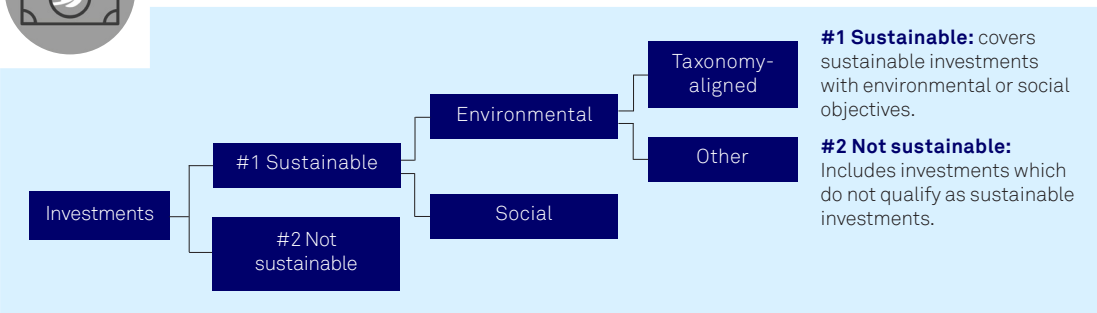 Investments
#1 Sustainable
#2 Not
sustainable
Environmental
Social
Taxonomy-
aligned
Other
#1 Sustainable: covers
sustainable investments
with environmental or social
objectives.
#2 Not sustainable:
Includes investments which
do not qualify as sustainable
investments.